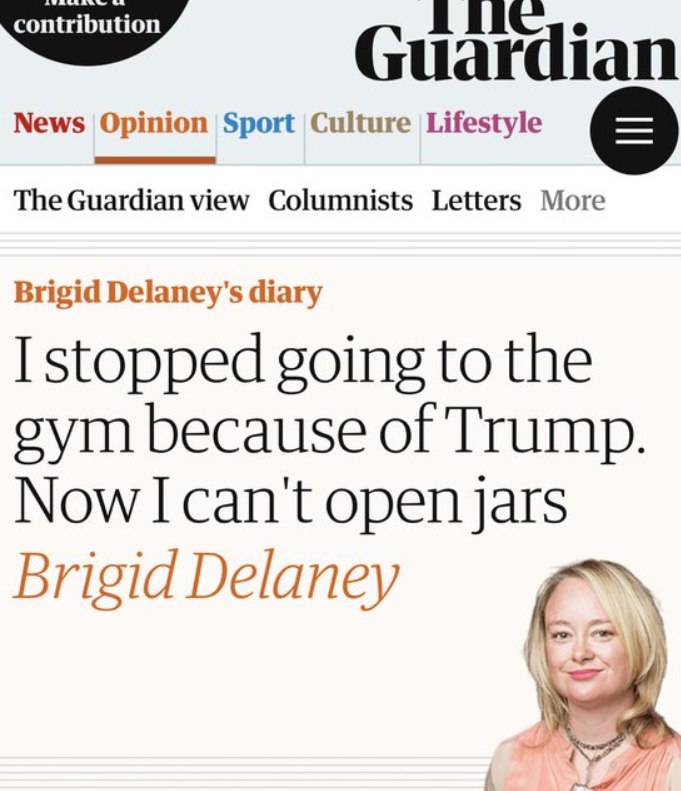 Make a
contribution
The
Guardian
News Opinion Sport Culture Lifestyle
The Guardian view Columnists Letters More
Brigid Delaney's diary
I stopped going to the
gym because of Trump.
Now I can't open jars
Brigid Delaney